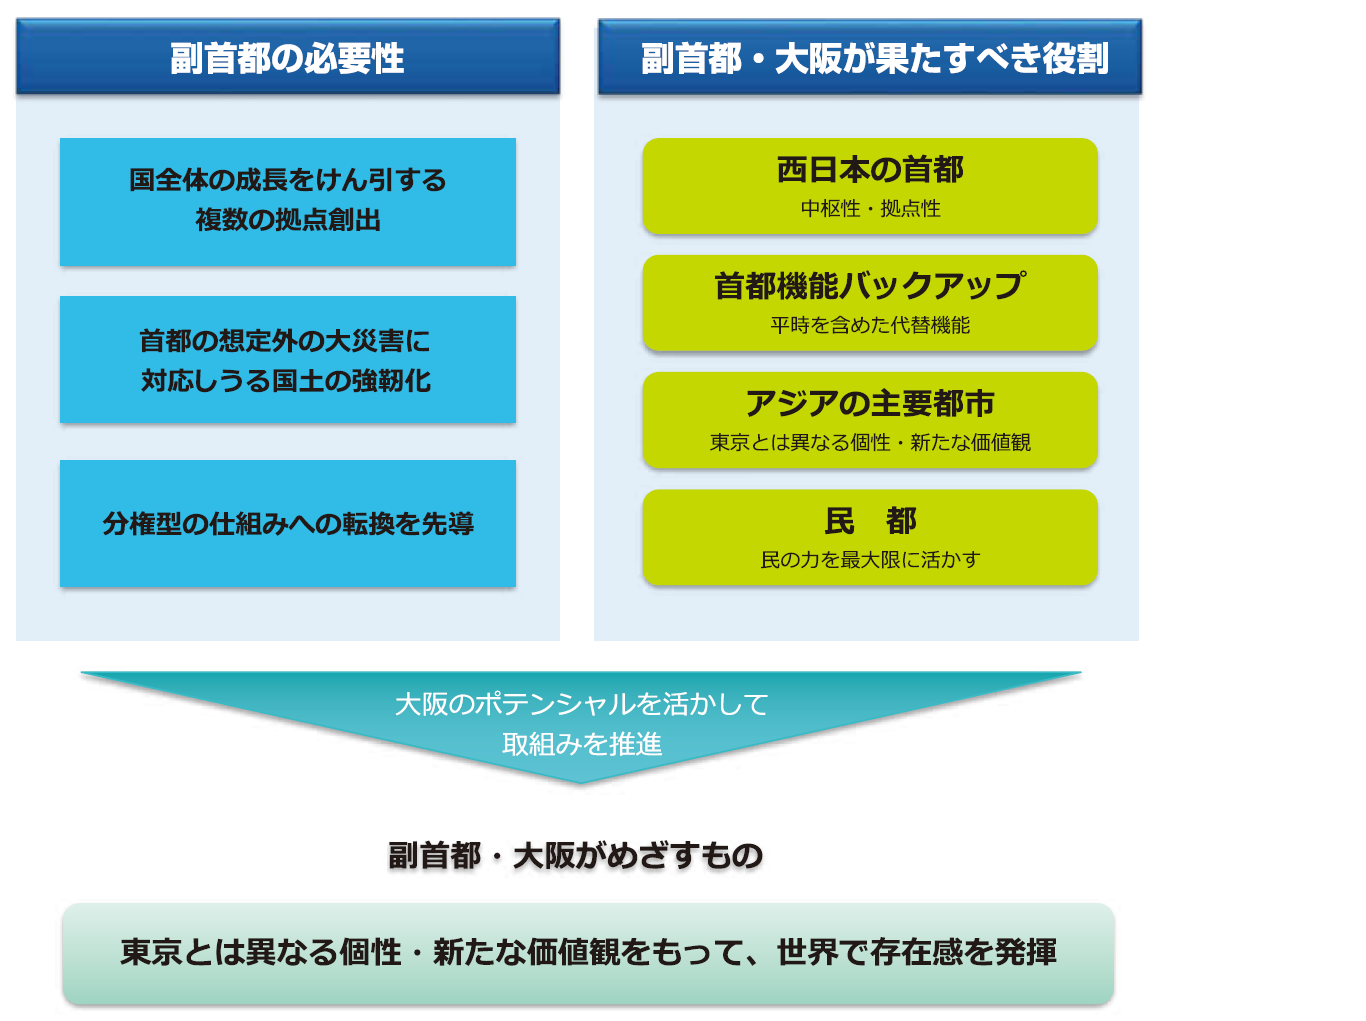 副首都の必要性
国全体の成長をけん引する
複数の拠点創出
首都の想定外の大災害に
対応しうる国土の強靭化
分権型の仕組みへの転換を先導
副首都・大阪が果たすべき役割
西日本の首都
中枢性・拠点性
首都機能バックアップ
平時を含めた代替機能
アジアの主要都市
東京とは異なる個性・新たな価値観
民　都
民の力を最大限に活かす
大阪のポテンシャルを活かして
取組みを推進
副首都・大阪がめざすもの
東京とは異なる個性・新たな価値観をもって、世界で存在感を発揮